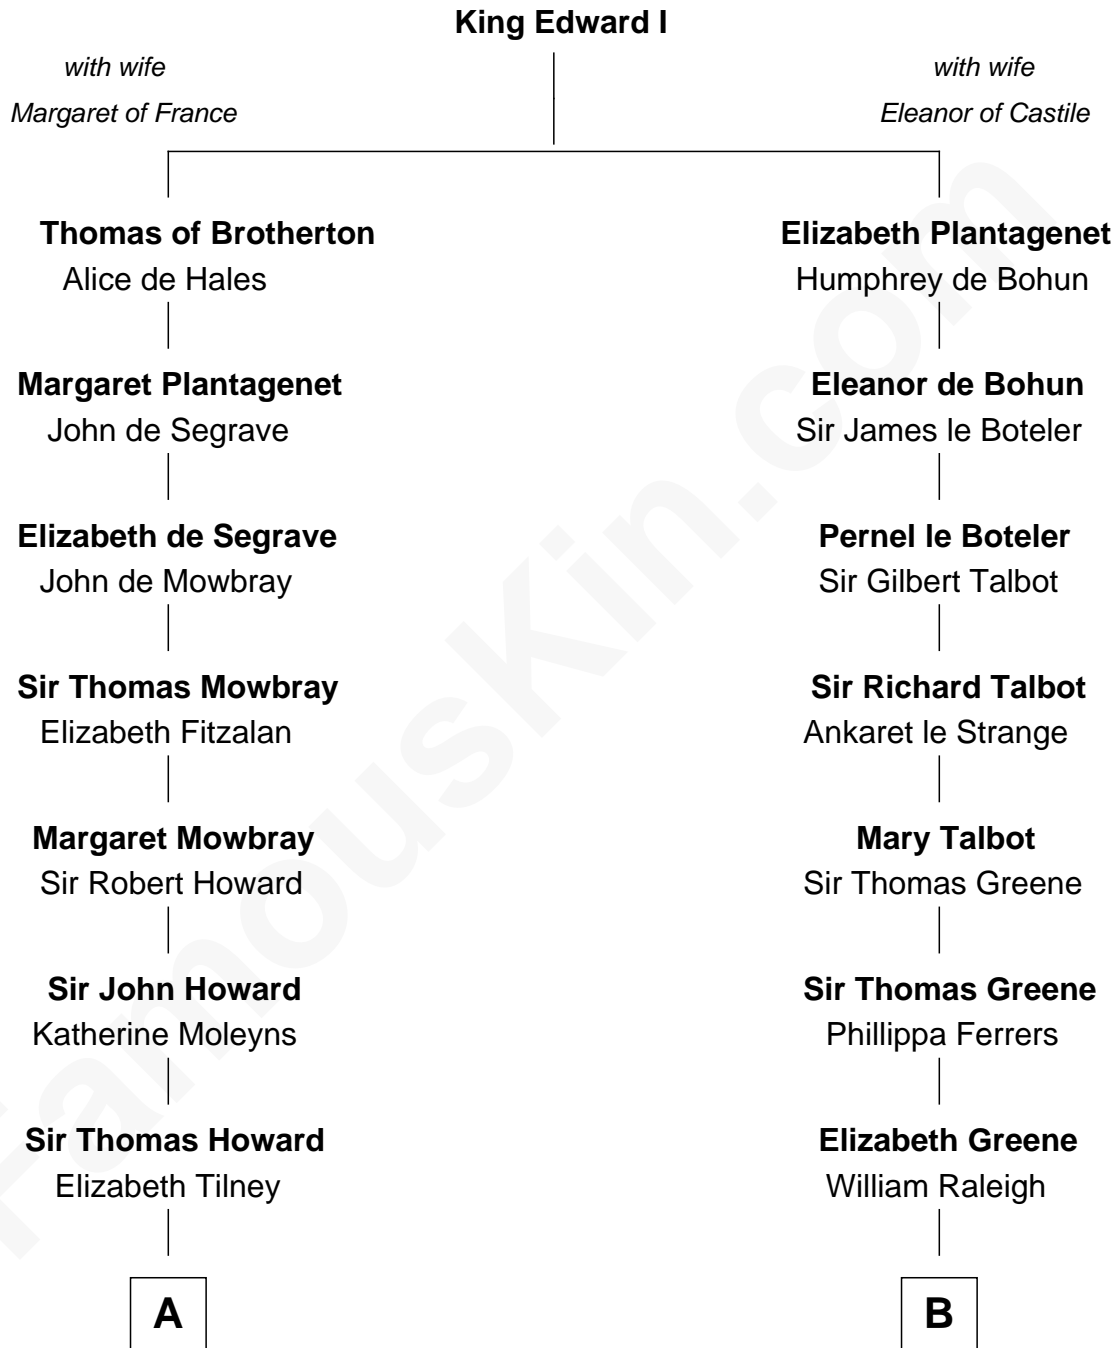 King Edward I
with wife
Margaret of France
with wife
Eleanor of Castile
Thomas of Brotherton
Alice de Hales
Elizabeth Plantagenet
Humphrey de Bohun
Margaret Plantagenet
John de Segrave
Eleanor de Bohun
Sir James le Boteler
Elizabeth de Segrave
John de Mowbray
Pernel le Boteler
Sir Gilbert Talbot
Sir Thomas Mowbray
Elizabeth Fitzalan
Sir Richard Talbot
Ankaret le Strange
Margaret Mowbray
Sir Robert Howard
Mary Talbot
Sir Thomas Greene
Sir John Howard
Katherine Moleyns
Sir Thomas Greene
Phillippa Ferrers
Sir Thomas Howard
Elizabeth Tilney
Elizabeth Greene
William Raleigh
A
B
FamousKin.com